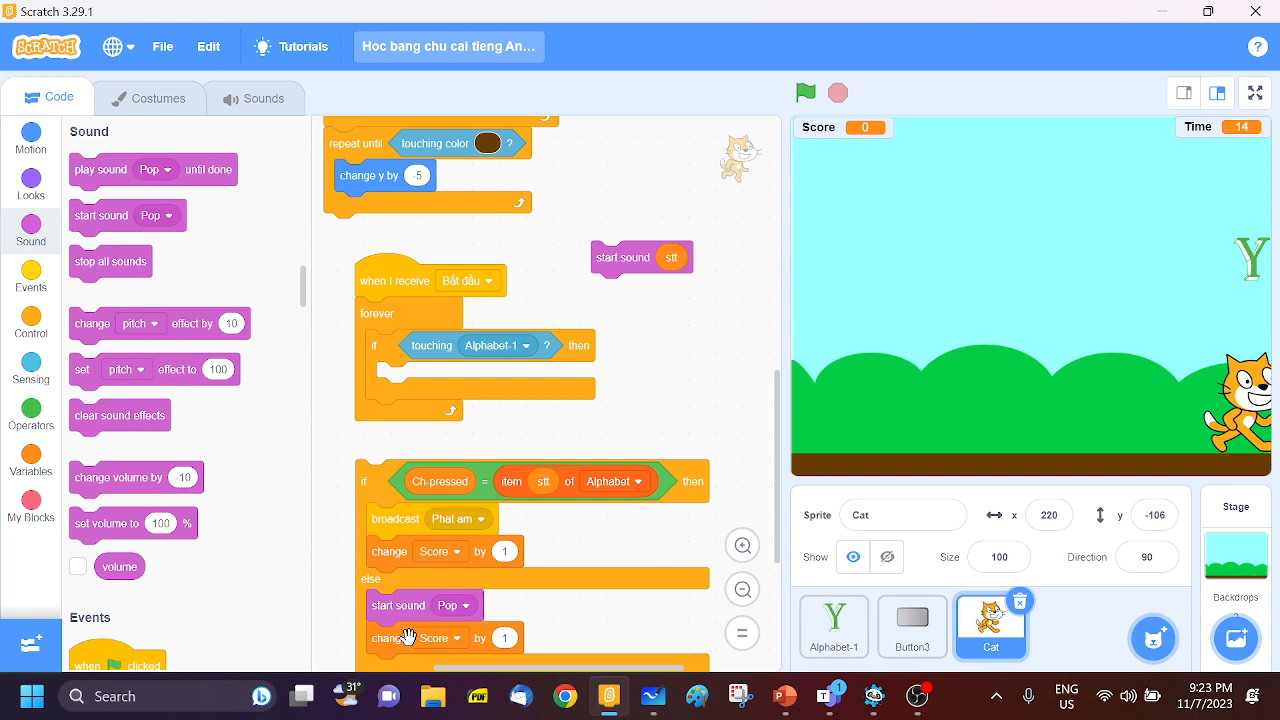 Scratch 3.29.1
SCRATCH File Edit Tutorials Hoc bang chu cai tieng An...
Code Costumes Sounds
Motion
Looks
Sound
Events
Control
Sensing
Operators
Variables
My Blocks
Sound
play sound Pop until done
start sound Pop
stop all sounds
change pitch effect by 10
set pitch effect to 100
clear sound effects
change volume by -10
set volume to 100 %
volume
Events
when clicked
repeat until touching color ?
change y by -5
start sound stt
when I receive Bắt đầu
forever
if touching Alphabet-1 ? then
if Ch-pressed = item stt of Alphabet then
broadcast Phat am
change Score by 1
else
start sound Pop
change Score by 1
Score 0 Time 14
Y
Sprite Cat x 220 y -106
Show Size 100 Direction 90
Alphabet-1 Button3 Cat
Stage
Backdrops
2
Search
31°
PDF
1
ENG
US
9:23 PM
11/7/2023